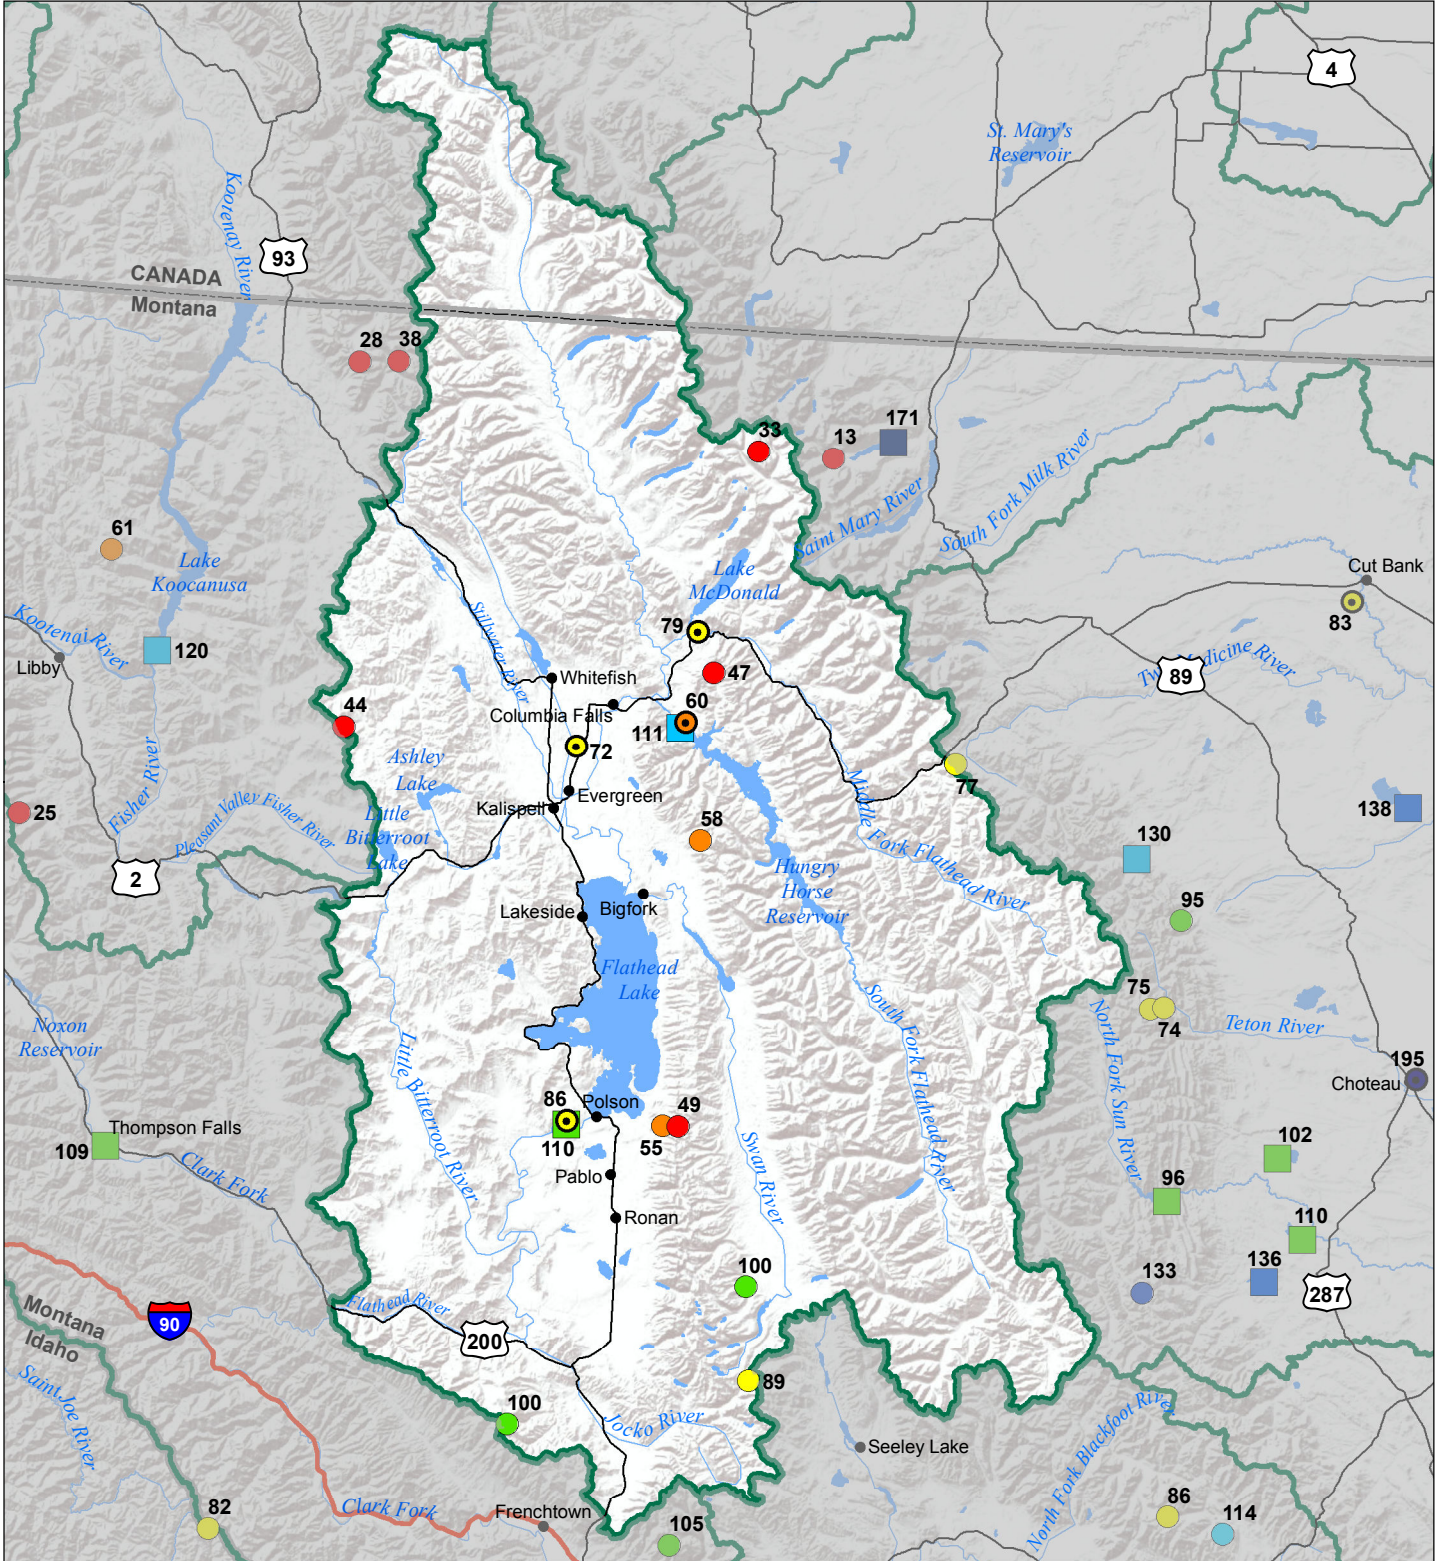 4
St. Mary's
Reservoir
Kootenay River
93
CANADA
Montana
28
38
33
13
171
Saint Mary River
South Fork Milk River
61
Lake
Koocanusa
Lake
McDonald
Cut Bank
83
Kootenai River
Libby
120
Stillwater River
79
47
Whitefish
Columbia Falls
60
111
72
89
Two Medicine River
44
Ashley
Lake
Evergreen
Kalispell
77
Fisher River
25
Pleasant Valley Fisher River
Little
Bitterroot
Lake
58
Middle Fork Flathead River
138
130
2
Hungry
Horse
Reservoir
95
Lakeside
Bigfork
Flathead
Lake
75
74
Teton River
Noxon
Reservoir
Little Bitterroot River
South Fork Flathead River
North Fork Sun River
195
Choteau
86
Polson
110
55
49
Thompson Falls
109
Clark Fork
Pablo
Swan River
102
96
Ronan
110
100
133
136
287
Montana
Idaho
90
Flathead River
200
89
Saint Joe River
100
Jocko River
Seeley Lake
North Fork Blackfoot River
82
Clark Fork
Frenchtown
105
86
114